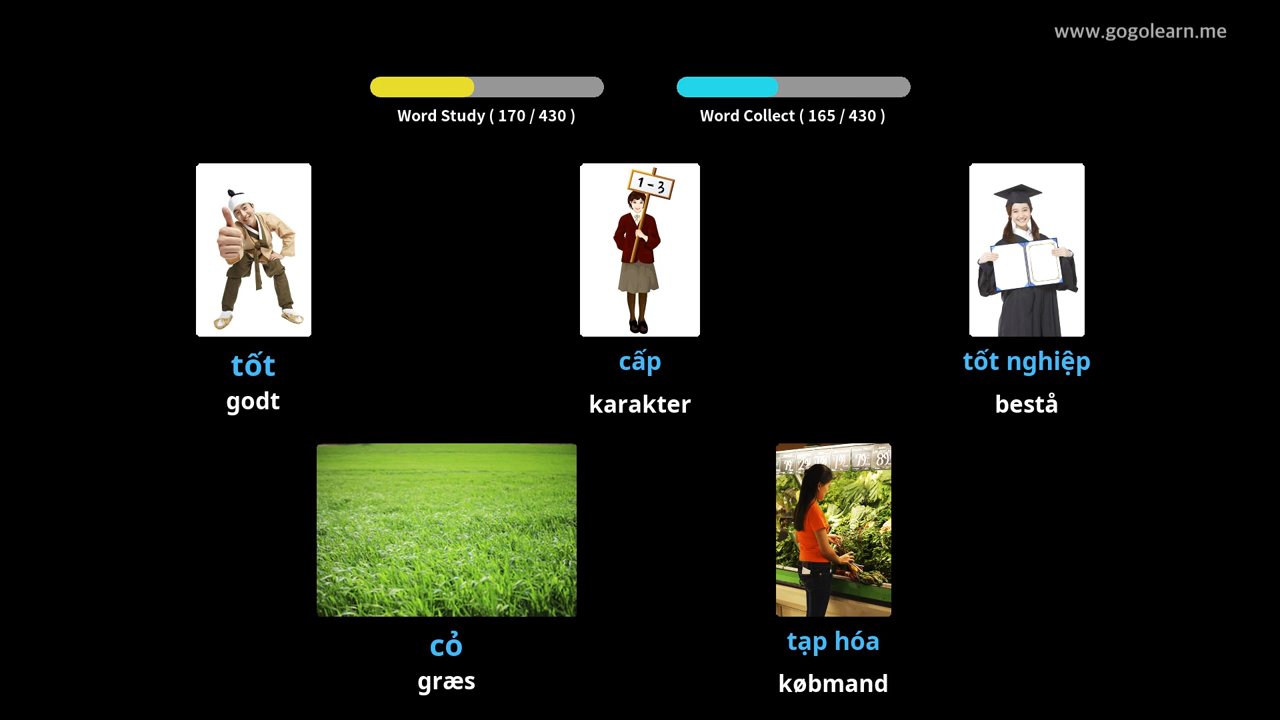 www.gogolearn.me
Word Study ( 170 / 430 )
Word Collect ( 165 / 430 )
1 - 3
tốt
godt
cấp
karakter
tốt nghiệp
bestå
cỏ
græs
tạp hóa
købmand